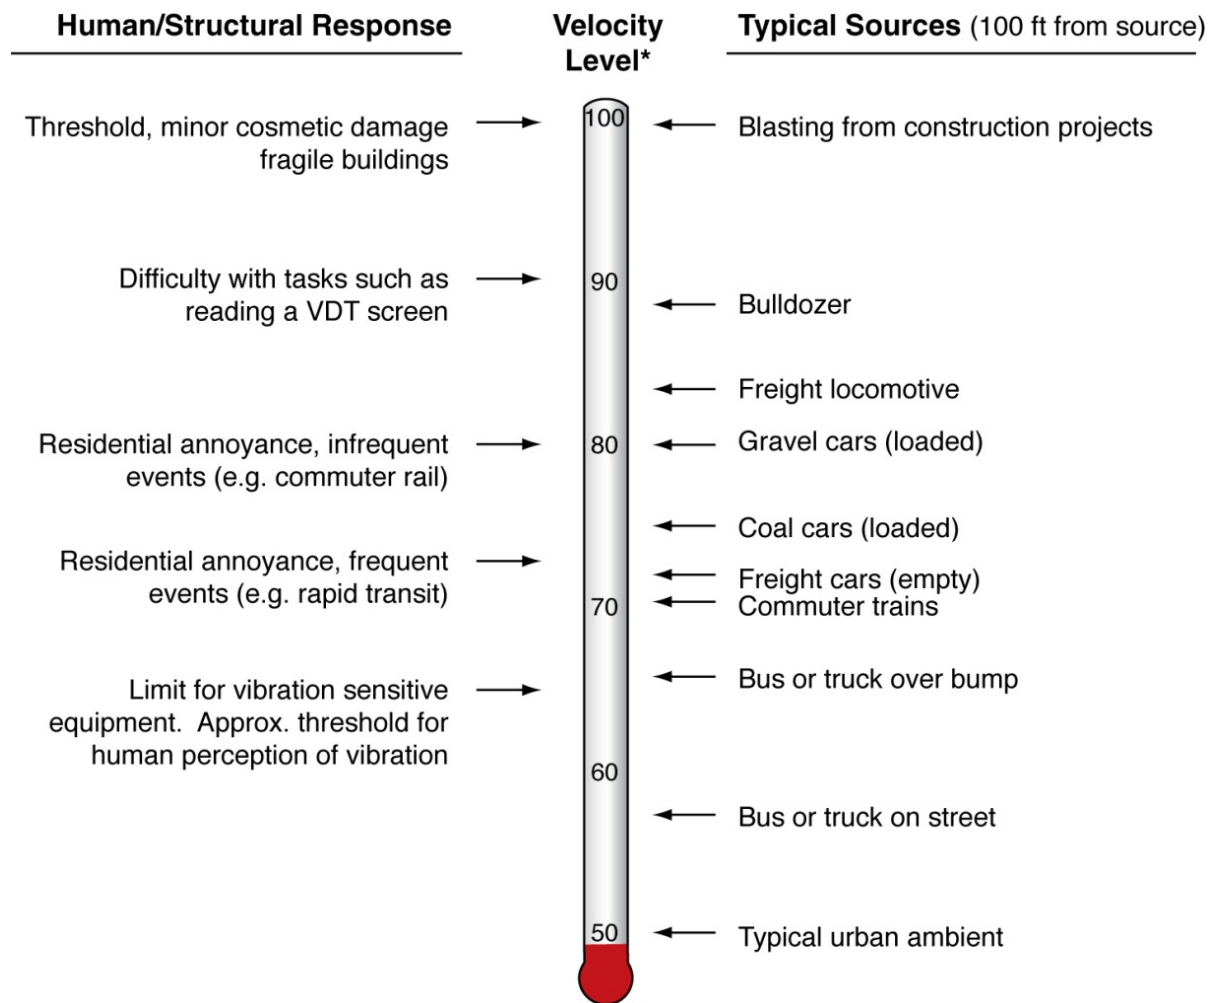 Human/Structural Response
Velocity
Level*
Typical Sources (100 ft from source)
Threshold, minor cosmetic damage
fragile buildings
100
Blasting from construction projects
Difficulty with tasks such as
reading a VDT screen
90
Bulldozer
Freight locomotive
Residential annoyance, infrequent
events (e.g. commuter rail)
80
Gravel cars (loaded)
Coal cars (loaded)
Residential annoyance, frequent
events (e.g. rapid transit)
Freight cars (empty)
70
Commuter trains
Limit for vibration sensitive
equipment.  Approx. threshold for
human perception of vibration
Bus or truck over bump
60
Bus or truck on street
50
Typical urban ambient